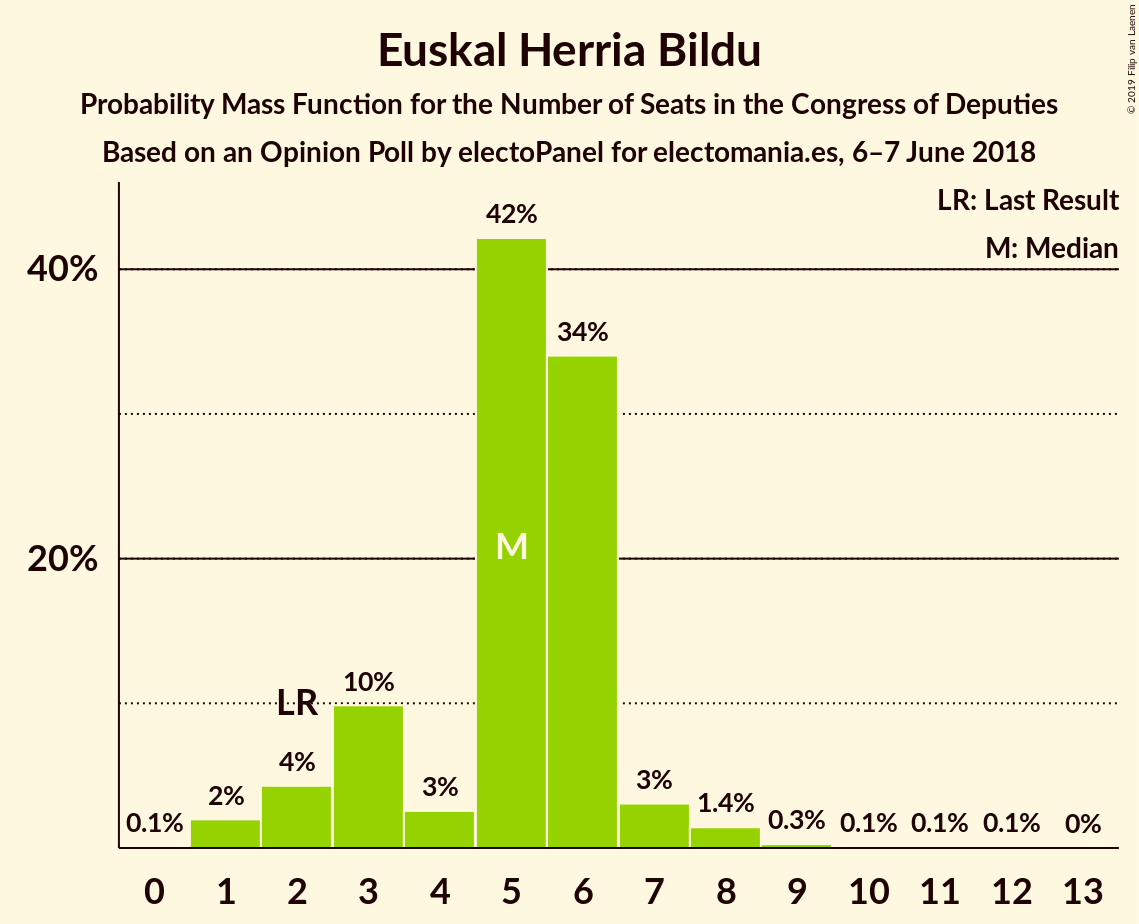 Euskal Herria Bildu
Probability Mass Function for the Number of Seats in the Congress of Deputies
Based on an Opinion Poll by electoPanel for electomania.es, 6–7 June 2018
© 2019 Filip van Laenen
LR: Last Result
M: Median
40%
20%
0.1%
2%
4%
LR
10%
3%
42%
M
34%
3%
1.4%
0.3%
0.1%
0.1%
0.1%
0%
0 1 2 3 4 5 6 7 8 9 10 11 12 13